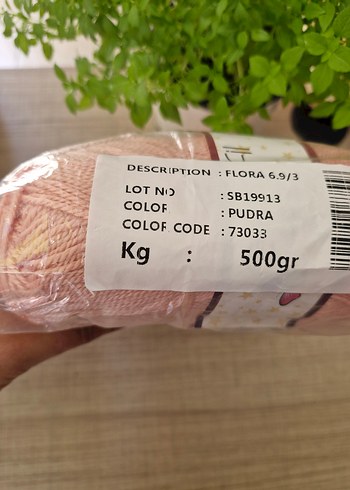 DESCRIPTION : FLORA 6.9/3
LOT NO : SB19913
COLOR : PUDRA
COLOR CODE : 73033
Kg : 500gr